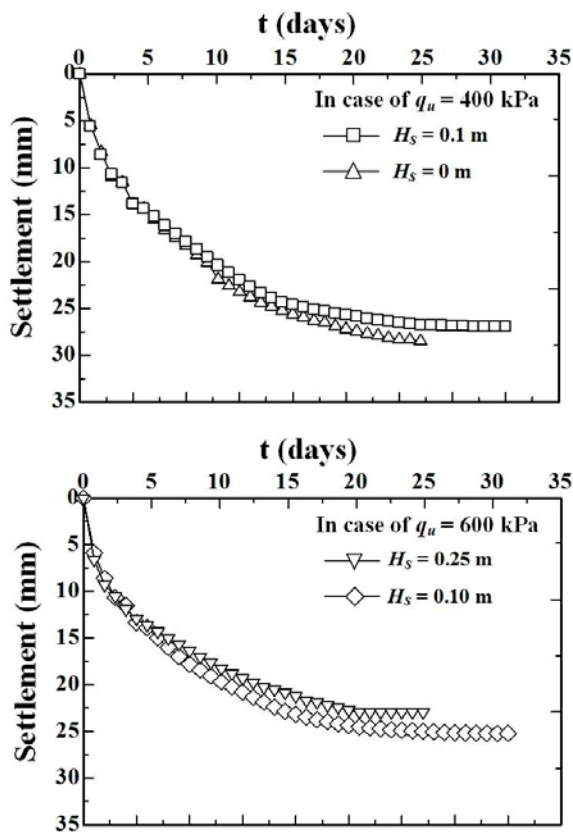 t (days)
0 5 10 15 20 25 30 35
0
5
10
15
20
25
30
35
Settlement (mm)
In case of qu = 400 kPa
HS = 0.1 m
HS = 0 m
t (days)
0 5 10 15 20 25 30 35
0
5
10
15
20
25
30
35
Settlement (mm)
In case of qu = 600 kPa
HS = 0.25 m
HS = 0.10 m